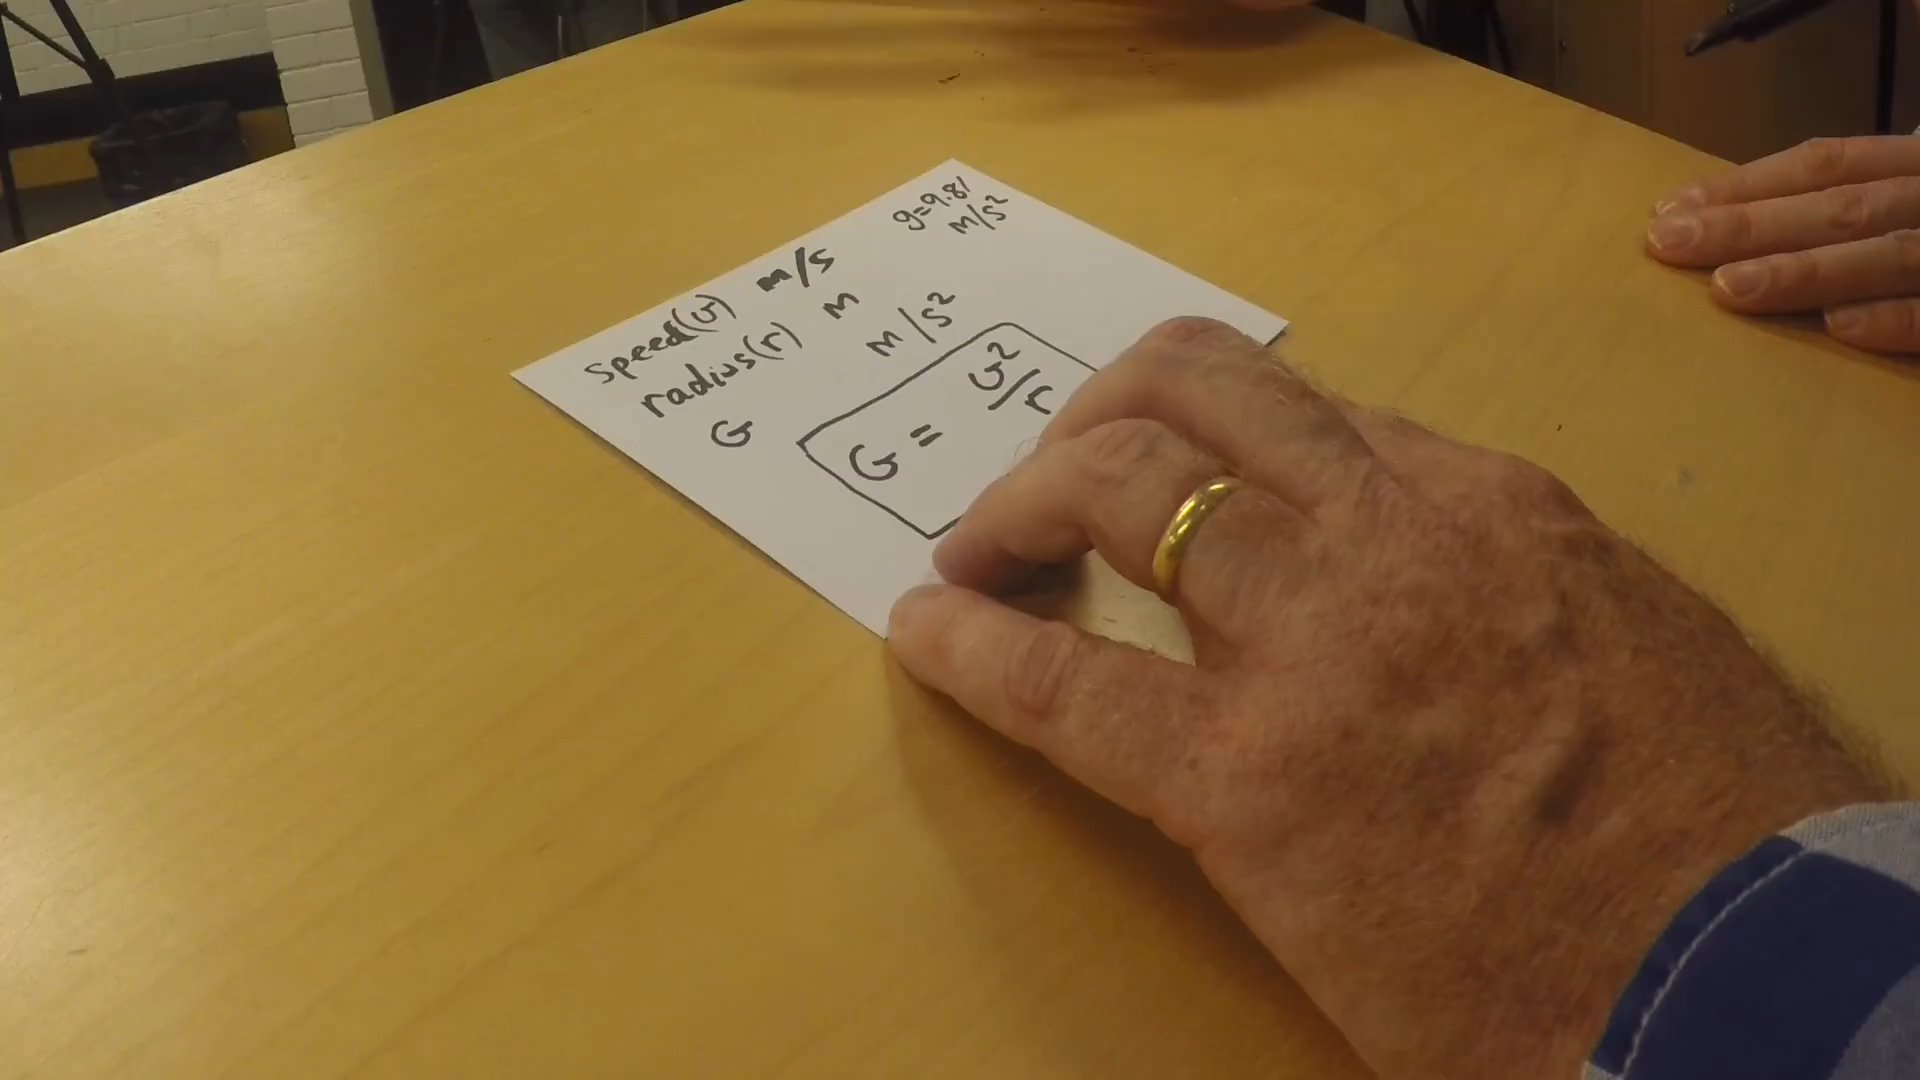 g=9.81
m/s²
speed(v) m/s
radius(r) m
G m/s²
G = v²/r